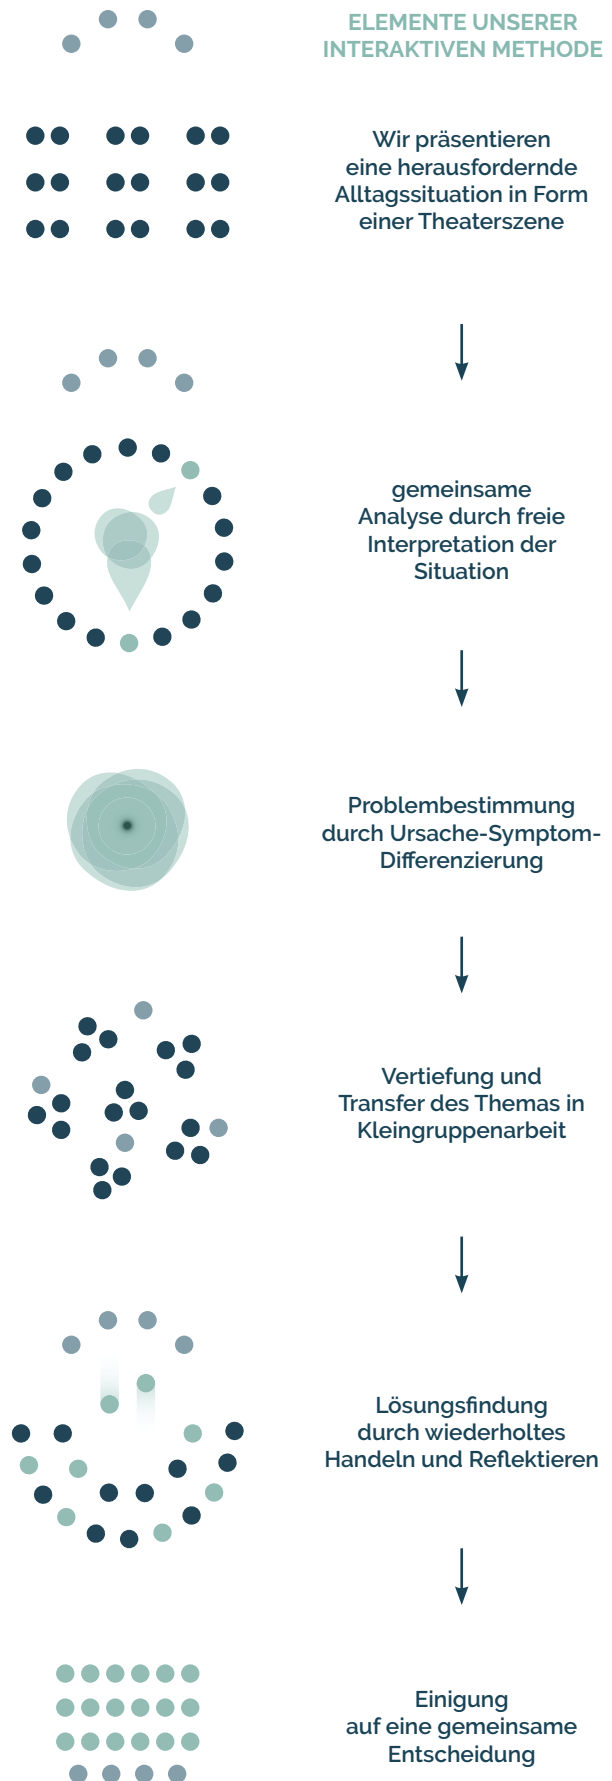 ELEMENTE UNSERER
INTERAKTIVEN METHODE
Wir präsentieren
eine herausfordernde
Alltagssituation in Form
einer Theaterszene
gemeinsame
Analyse durch freie
Interpretation der
Situation
Problembestimmung
durch Ursache-Symptom-
Differenzierung
Vertiefung und
Transfer des Themas in
Kleingruppenarbeit
Lösungsfindung
durch wiederholtes
Handeln und Reflektieren
Einigung
auf eine gemeinsame
Entscheidung